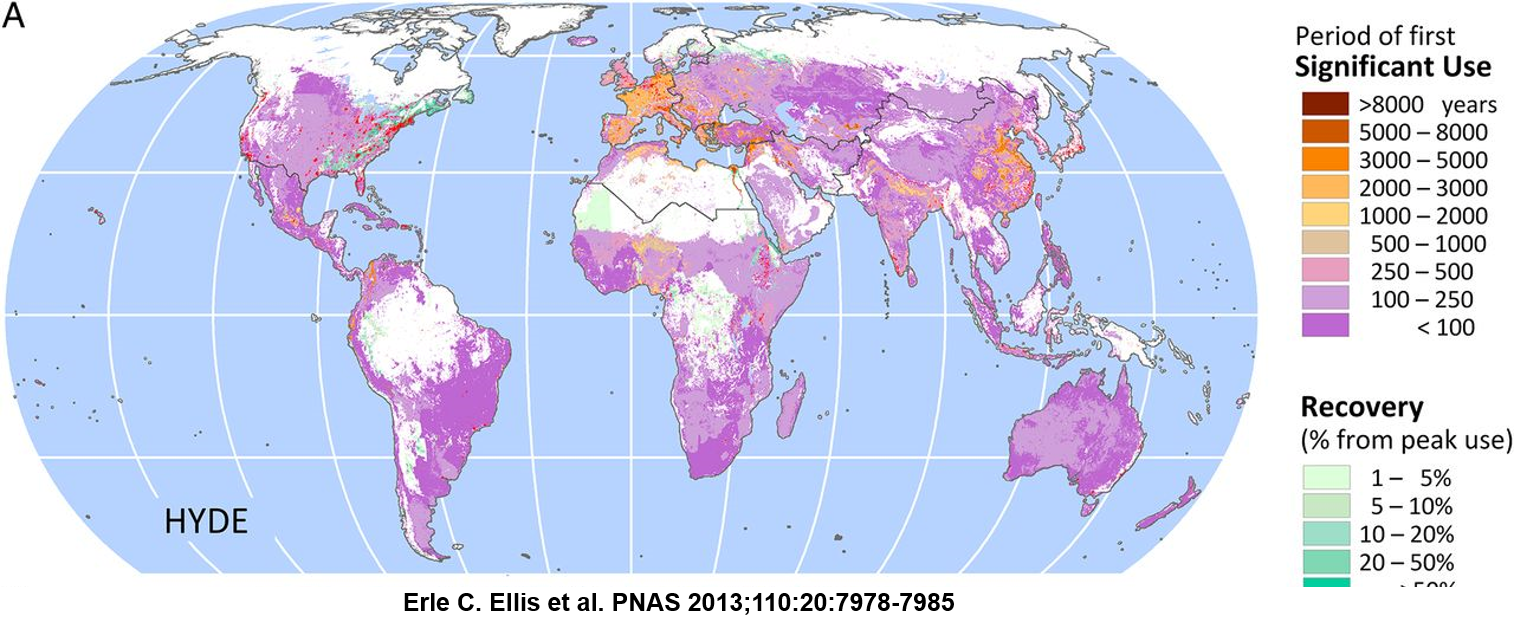 A
Period of first
Significant Use
>8000 years
5000 – 8000
3000 – 5000
2000 – 3000
1000 – 2000
500 – 1000
250 – 500
100 – 250
< 100
Recovery
(% from peak use)
1 – 5%
5 – 10%
10 – 20%
20 – 50%
>50%
HYDE
Erle C. Ellis et al. PNAS 2013;110:20:7978-7985